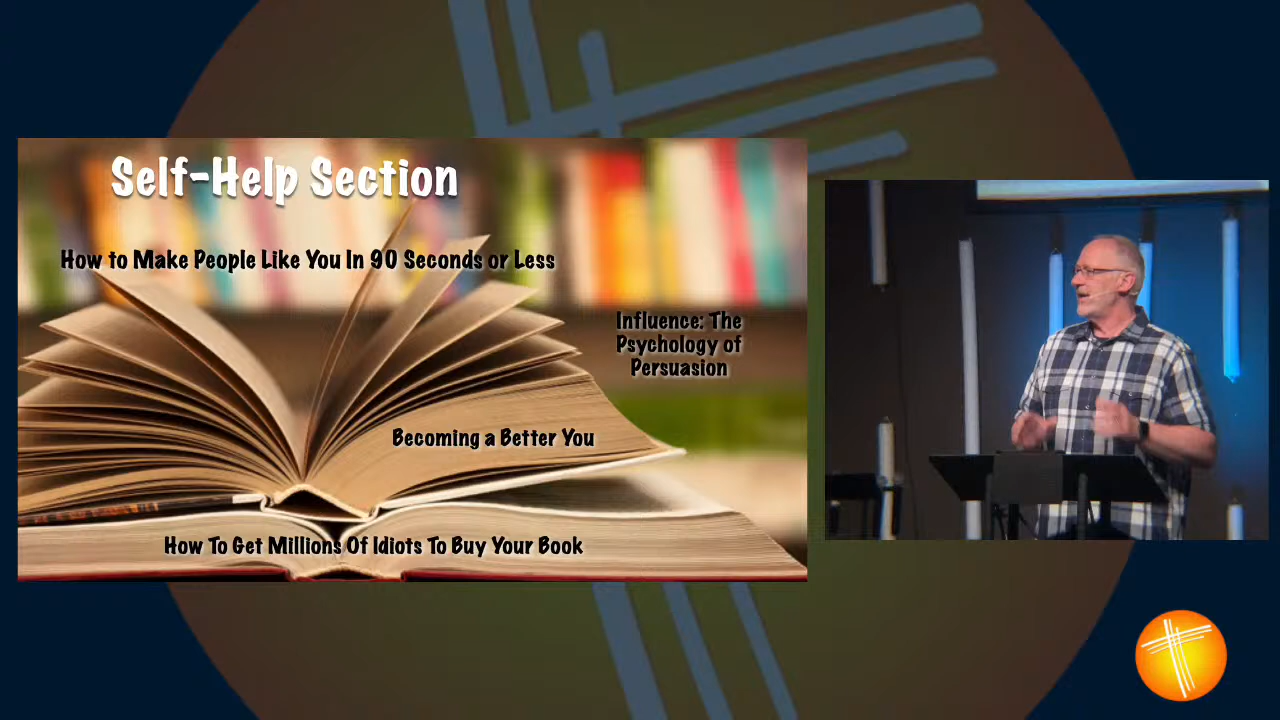 Self-Help Section
How to Make People Like You In 90 Seconds or Less
Influence: The
Psychology of
Persuasion
Becoming a Better You
How To Get Millions Of Idiots To Buy Your Book